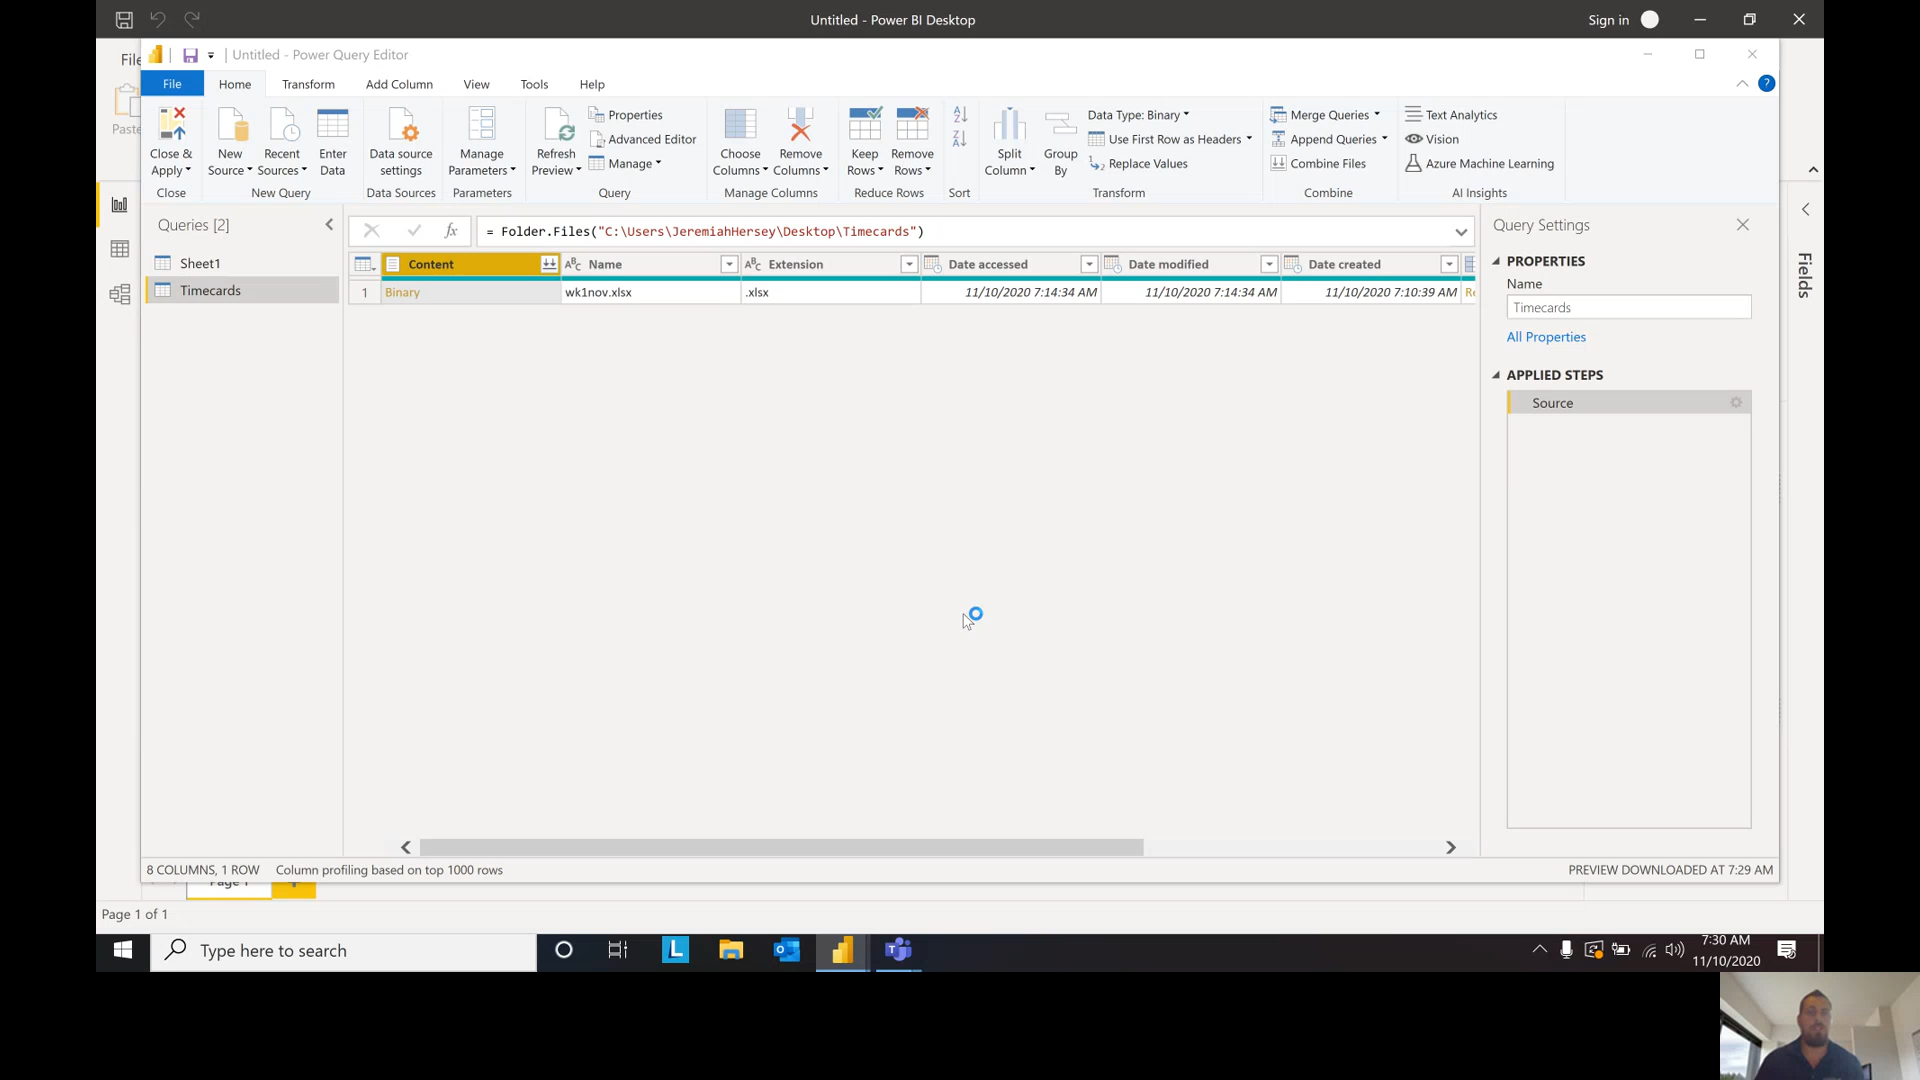 Untitled - Power BI Desktop
Sign in
Untitled - Power Query Editor
File
Home
Transform
Add Column
View
Tools
Help
Paste
Close & Apply
New Source
Recent Sources
Enter Data
Data source settings
Manage Parameters
Refresh Preview
Properties
Advanced Editor
Manage
Choose Columns
Remove Columns
Keep Rows
Remove Rows
Split Column
Group By
Data Type: Binary
Use First Row as Headers
Replace Values
Merge Queries
Append Queries
Combine Files
Text Analytics
Vision
Azure Machine Learning
Close
New Query
Data Sources
Parameters
Query
Manage Columns
Reduce Rows
Sort
Transform
Combine
AI Insights
Queries [2]
Sheet1
Timecards
fx
= Folder.Files("C:\Users\JeremiahHersey\Desktop\Timecards")
Content
Name
Extension
Date accessed
Date modified
Date created
1
Binary
wk1nov.xlsx
.xlsx
11/10/2020 7:14:34 AM
11/10/2020 7:14:34 AM
11/10/2020 7:10:39 AM
Query Settings
PROPERTIES
Name
Timecards
All Properties
APPLIED STEPS
Source
Fields
8 COLUMNS, 1 ROW
Column profiling based on top 1000 rows
PREVIEW DOWNLOADED AT 7:29 AM
Page 1
Page 1 of 1
Type here to search
7:30 AM
11/10/2020